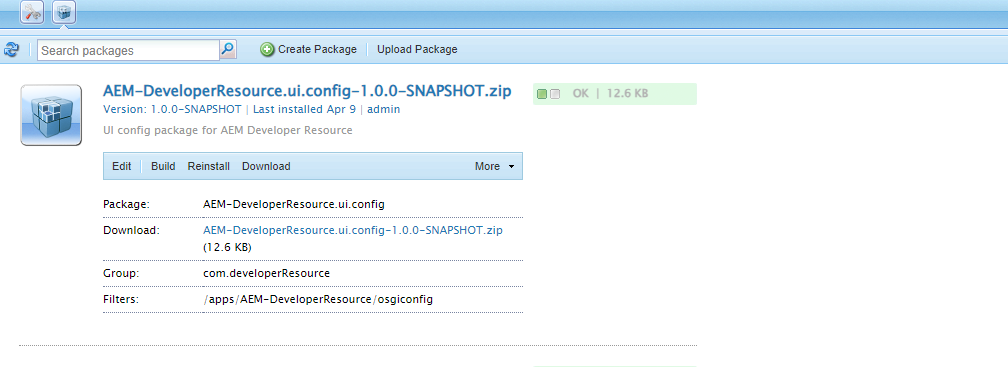 Search packages
Create Package
Upload Package
AEM-DeveloperResource.ui.config-1.0.0-SNAPSHOT.zip
OK | 12.6 KB
Version: 1.0.0-SNAPSHOT | Last installed Apr 9 | admin
UI config package for AEM Developer Resource
Edit
Build
Reinstall
Download
More
Package: AEM-DeveloperResource.ui.config
Download: AEM-DeveloperResource.ui.config-1.0.0-SNAPSHOT.zip
(12.6 KB)
Group: com.developerResource
Filters: /apps/AEM-DeveloperResource/osgiconfig